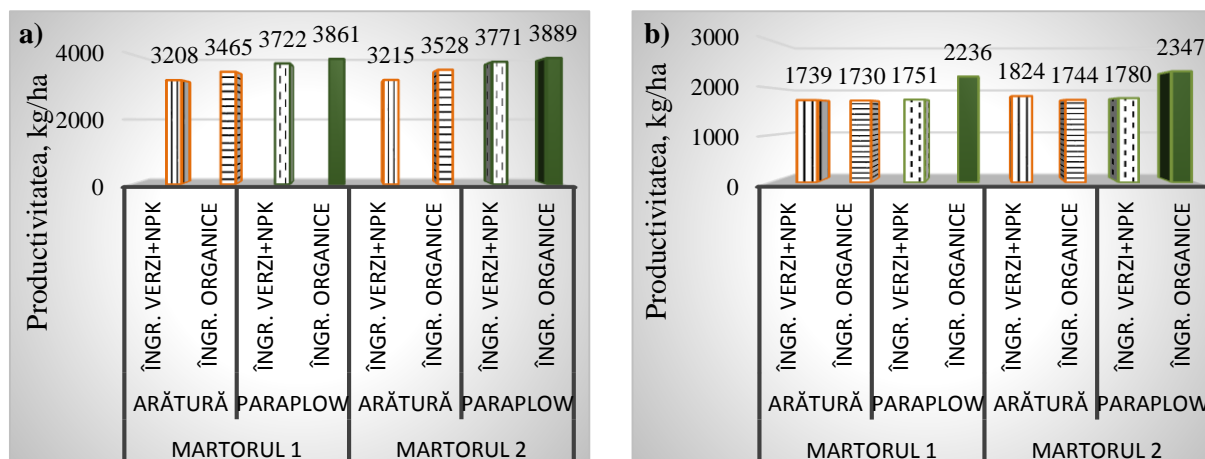 a)
Productivitatea, kg/ha
4000
2000
0
3208 3465 3722 3861 3215 3528 3771 3889
ÎNGR. VERZI+NPK
ÎNGR. ORGANICE
ÎNGR. VERZI+NPK
ÎNGR. ORGANICE
ÎNGR. VERZI+NPK
ÎNGR. ORGANICE
ÎNGR. VERZI+NPK
ÎNGR. ORGANICE
ARĂTURĂ PARAPLOW ARĂTURĂ PARAPLOW
MARTORUL 1 MARTORUL 2
b)
Productivitatea, kg/ha
3000
2000
1000
0
1739 1730 1751 2236 1824 1744 1780 2347
ÎNGR. VERZI+NPK
ÎNGR. ORGANICE
ÎNGR. VERZI+NPK
ÎNGR. ORGANICE
ÎNGR. VERZI+NPK
ÎNGR. ORGANICE
ÎNGR. VERZI+NPK
ÎNGR. ORGANICE
ARĂTURĂ PARAPLOW ARĂTURĂ PARAPLOW
MARTORUL 1 MARTORUL 2